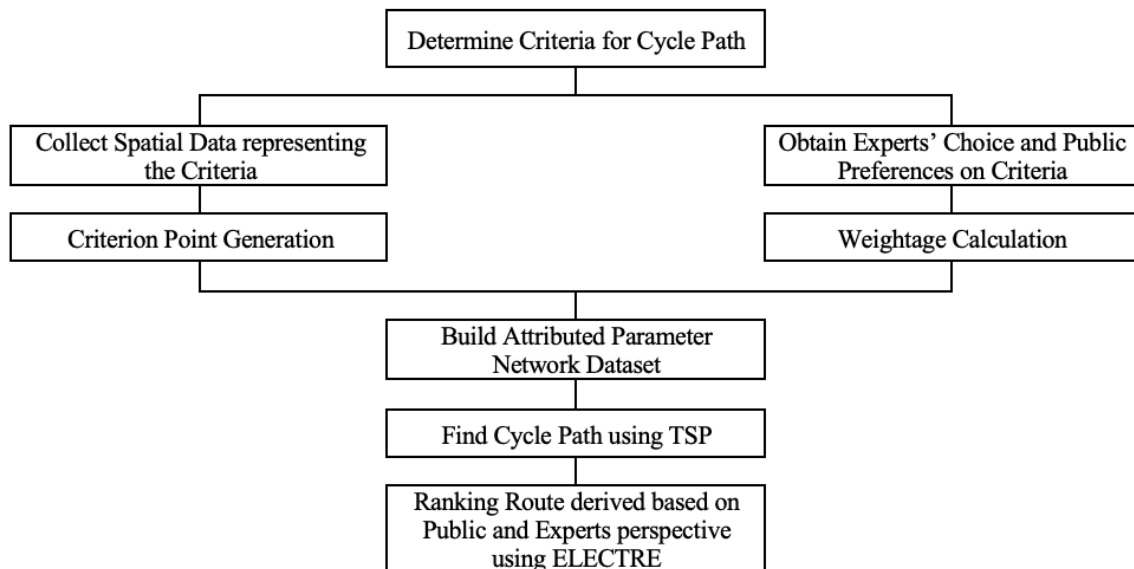 Determine Criteria for Cycle Path
Collect Spatial Data representing
the Criteria
Obtain Experts’ Choice and Public
Preferences on Criteria
Criterion Point Generation
Weightage Calculation
Build Attributed Parameter
Network Dataset
Find Cycle Path using TSP
Ranking Route derived based on
Public and Experts perspective
using ELECTRE